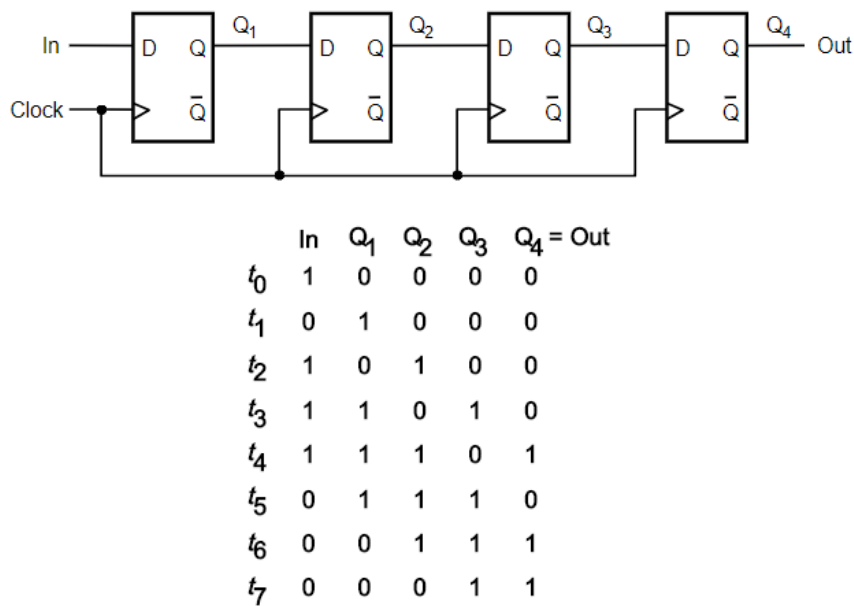 Q1 Q2 Q3 Q4
In D Q D Q D Q D Q Out
Clock Q̅ Q̅ Q̅ Q̅
In Q1 Q2 Q3 Q4 = Out
t0 1 0 0 0 0
t1 0 1 0 0 0
t2 1 0 1 0 0
t3 1 1 0 1 0
t4 1 1 1 0 1
t5 0 1 1 1 0
t6 0 0 1 1 1
t7 0 0 0 1 1